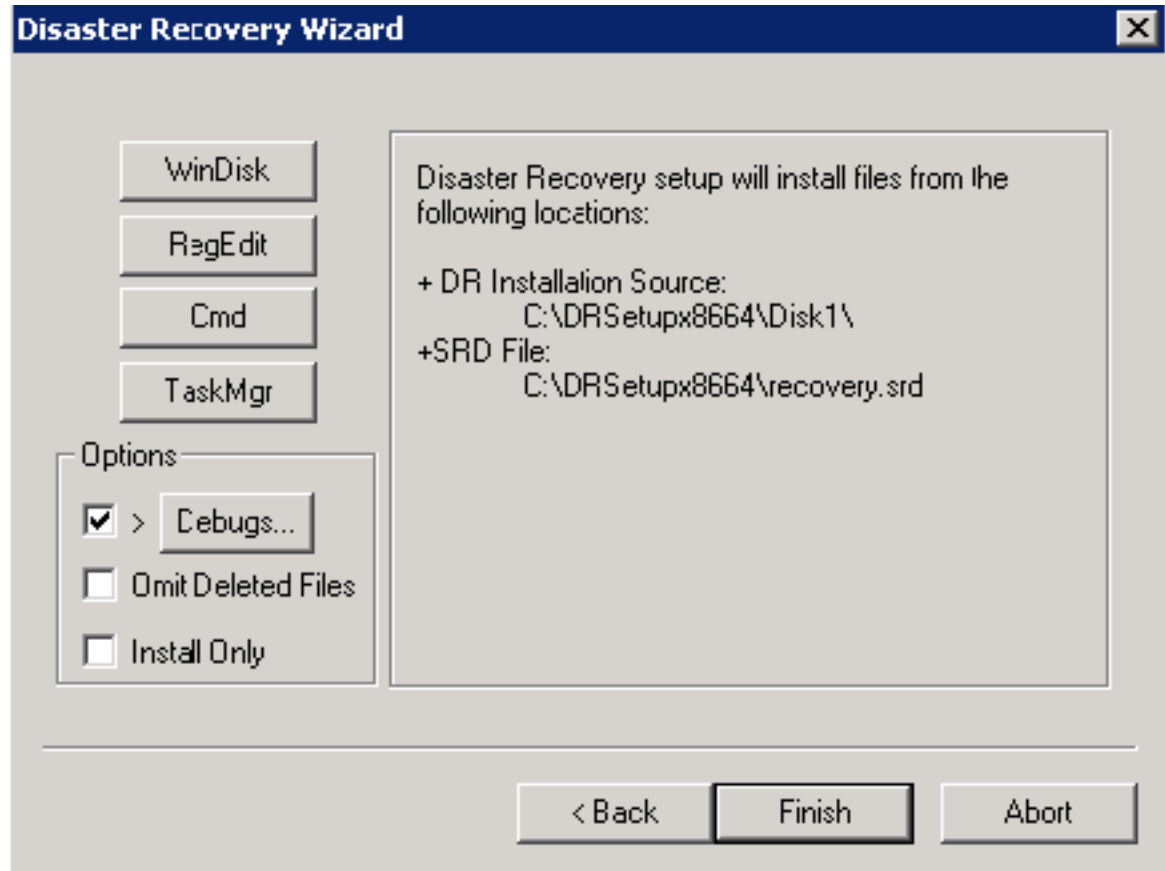 Disaster Recovery Wizard
WinDisk
RegEdit
Cmd
TaskMgr
Options
> Debugs...
Omit Deleted Files
Install Only
Disaster Recovery setup will install files from the
following locations:
+ DR Installation Source:
C:\DRSetupx8664\Disk1\
+SRD File:
C:\DRSetupx8664\recovery.srd
< Back
Finish
Abort